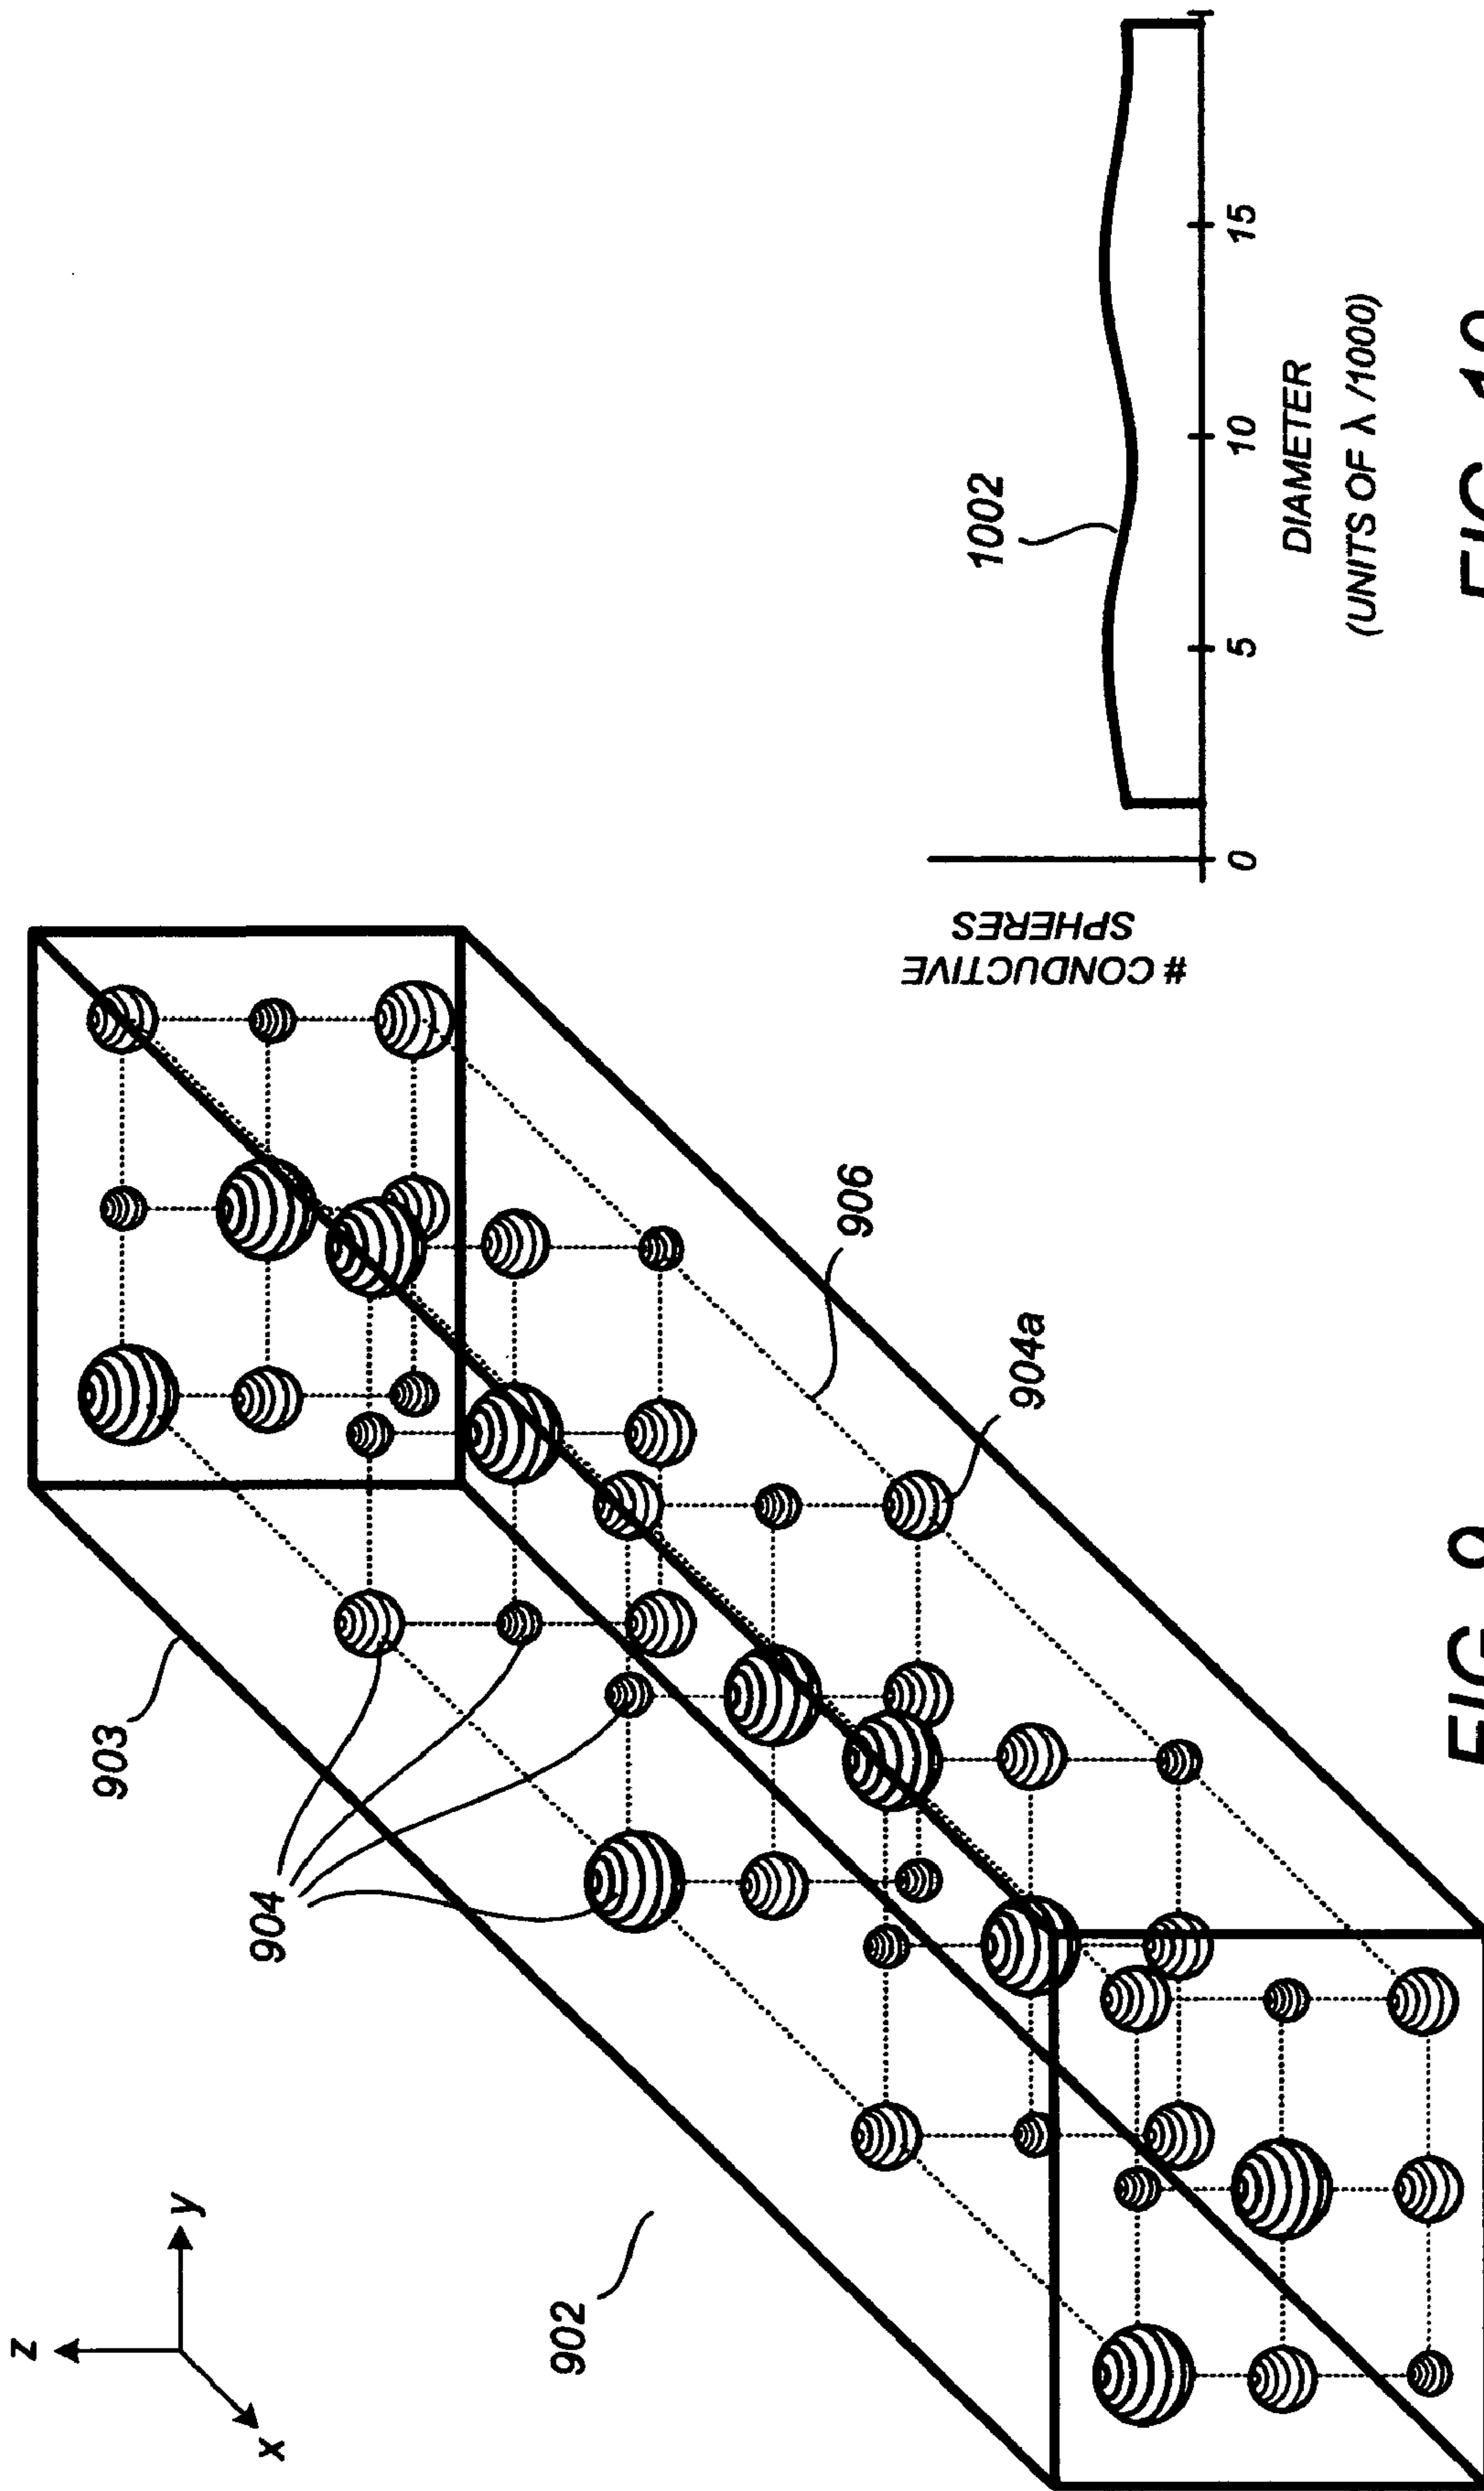 z
y
x
902
903
904
904a
906
FIG. 9
# CONDUCTIVE
SPHERES
1002
0
5
10
15
DIAMETER
(UNITS OF λ /1000)
FIG. 10